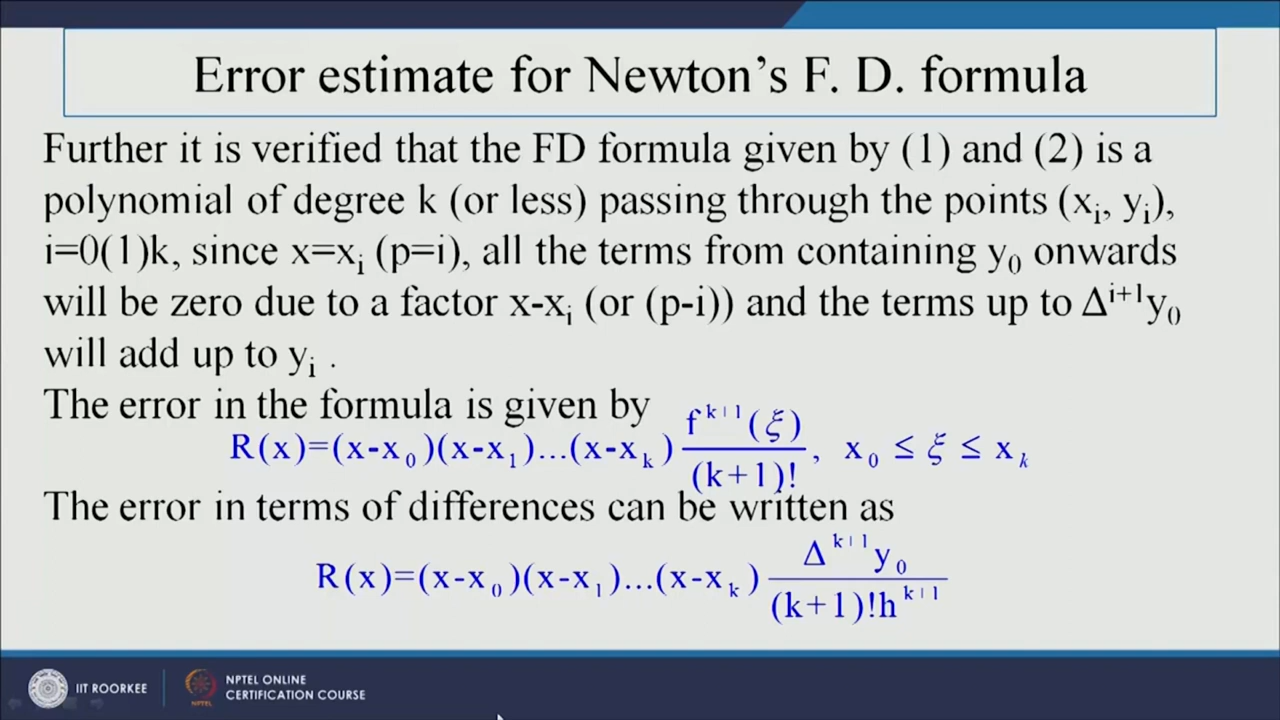 Error estimate for Newton's F. D. formula
Further it is verified that the FD formula given by (1) and (2) is a
polynomial of degree k (or less) passing through the points (xᵢ, yᵢ),
i=0(1)k, since x=xᵢ (p=i), all the terms from containing y₀ onwards
will be zero due to a factor x-xᵢ (or (p-i)) and the terms up to Δⁱ⁺¹y₀
will add up to yᵢ .
The error in the formula is given by
R(x)=(x-x₀)(x-x₁)...(x-xₖ) fᵏ⁺¹(ξ)/(k+1)!, x₀ ≤ ξ ≤ xₖ
The error in terms of differences can be written as
R(x)=(x-x₀)(x-x₁)...(x-xₖ) Δᵏ⁺¹y₀/(k+1)!hᵏ⁺¹
IIT ROORKEE
NPTEL
NPTEL ONLINE
CERTIFICATION COURSE